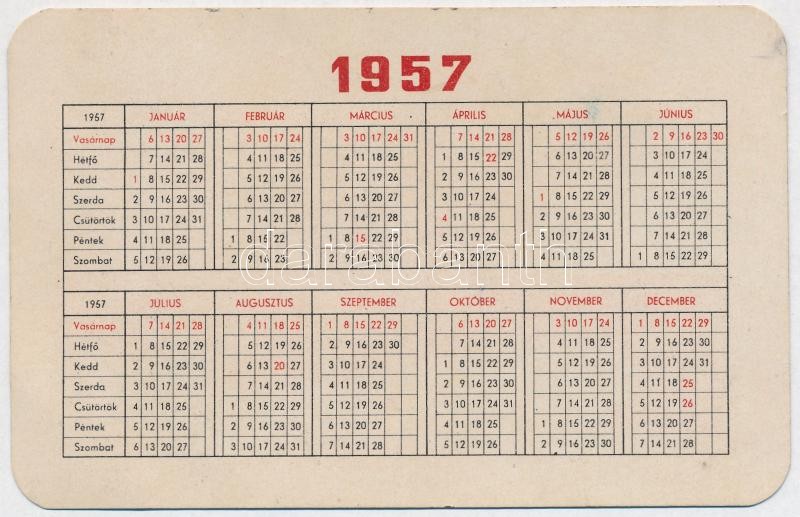 1957
1957 JANUÁR FEBRUÁR MÁRCIUS ÁPRILIS MÁJUS JÚNIUS
Vasárnap 6 13 20 27 3 10 17 24 3 10 17 24 31 7 14 21 28 5 12 19 26 2 9 16 23 30
Hétfő 7 14 21 28 4 11 18 25 4 11 18 25 1 8 15 22 29 6 13 20 27 3 10 17 24
Kedd 1 8 15 22 29 5 12 19 26 5 12 19 26 2 9 16 23 30 7 14 21 28 4 11 18 25
Szerda 2 9 16 23 30 6 13 20 27 6 13 20 27 3 10 17 24 1 8 15 22 29 5 12 19 26
Csütörtök 3 10 17 24 31 7 14 21 28 7 14 21 28 4 11 18 25 2 9 16 23 30 6 13 20 27
Péntek 4 11 18 25 1 8 15 22 1 8 15 22 29 5 12 19 26 3 10 17 24 31 7 14 21 28
Szombat 5 12 19 26 2 9 16 23 2 9 16 23 30 6 13 20 27 4 11 18 25 1 8 15 22 29
darabanth
1957 JULIUS AUGUSZTUS SZEPTEMBER OKTÓBER NOVEMBER DECEMBER
Vasárnap 7 14 21 28 4 11 18 25 1 8 15 22 29 6 13 20 27 3 10 17 24 1 8 15 22 29
Hétfő 1 8 15 22 29 5 12 19 26 2 9 16 23 30 7 14 21 28 4 11 18 25 2 9 16 23 30
Kedd 2 9 16 23 30 6 13 20 27 3 10 17 24 1 8 15 22 29 5 12 19 26 3 10 17 24 31
Szerda 3 10 17 24 31 7 14 21 28 4 11 18 25 2 9 16 23 30 6 13 20 27 4 11 18 25
Csütörtök 4 11 18 25 1 8 15 22 29 5 12 19 26 3 10 17 24 31 7 14 21 28 5 12 19 26
Péntek 5 12 19 26 2 9 16 23 30 6 13 20 27 4 11 18 25 1 8 15 22 29 6 13 20 27
Szombat 6 13 20 27 3 10 17 24 31 7 14 21 28 5 12 19 26 2 9 16 23 30 7 14 21 28